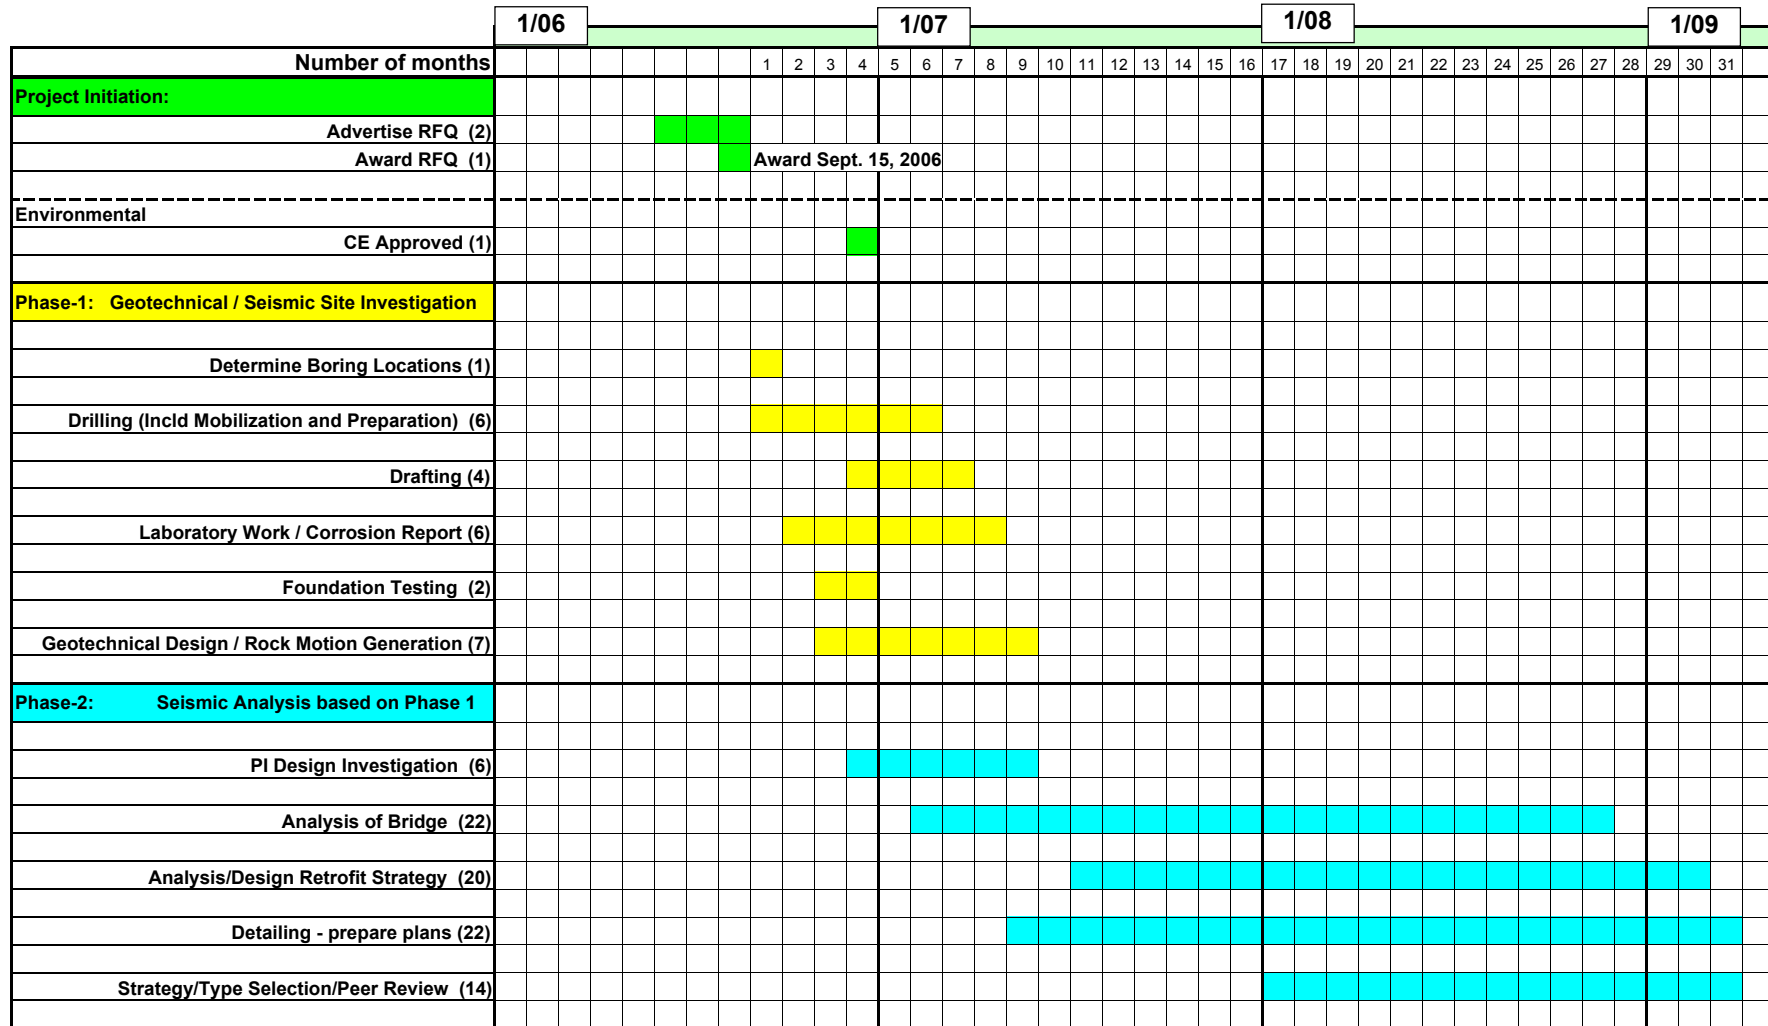 1/06 1/07 1/08 1/09
Number of months 1 2 3 4 5 6 7 8 9 10 11 12 13 14 15 16 17 18 19 20 21 22 23 24 25 26 27 28 29 30 31
Project Initiation:
Advertise RFQ (2)
Award RFQ (1) Award Sept. 15, 2006
Environmental
CE Approved (1)
Phase-1: Geotechnical / Seismic Site Investigation
Determine Boring Locations (1)
Drilling (Incld Mobilization and Preparation) (6)
Drafting (4)
Laboratory Work / Corrosion Report (6)
Foundation Testing (2)
Geotechnical Design / Rock Motion Generation (7)
Phase-2: Seismic Analysis based on Phase 1
PI Design Investigation (6)
Analysis of Bridge (22)
Analysis/Design Retrofit Strategy (20)
Detailing - prepare plans (22)
Strategy/Type Selection/Peer Review (14)